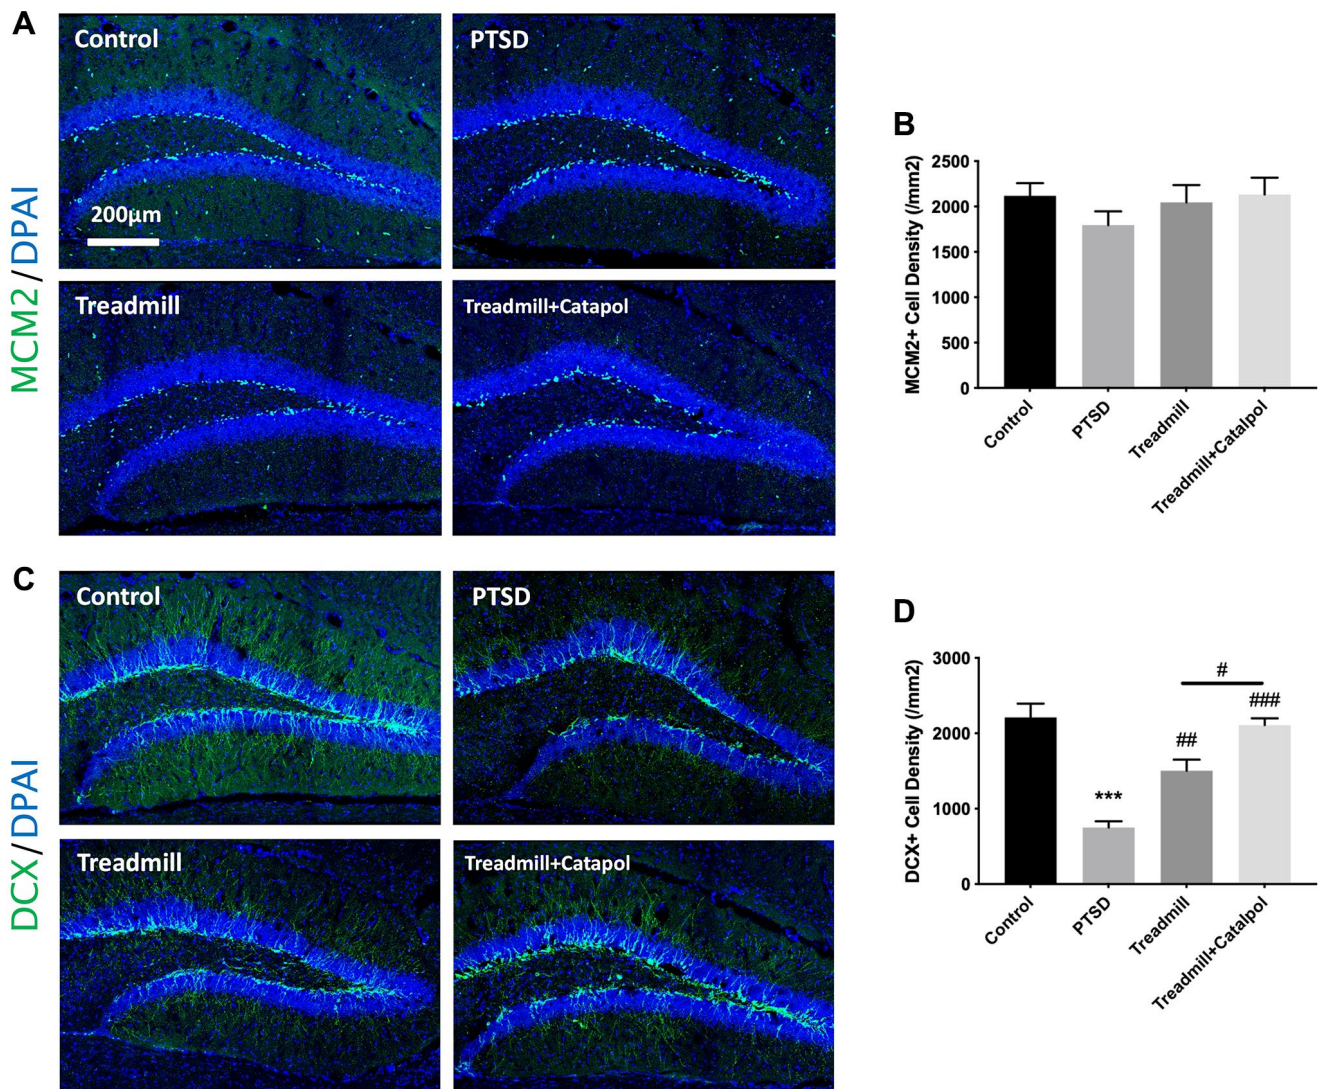 A
Control
PTSD
200μm
Treadmill
Treadmill+Catapol
MCM2/DPAI
B
MCM2+ Cell Density (/mm2)
2500
2000
1500
1000
500
0
Control
PTSD
Treadmill
Treadmill+Catalpol
C
Control
PTSD
Treadmill
Treadmill+Catapol
DCX/DPAI
D
DCX+ Cell Density (/mm2)
3000
2000
1000
0
***
##
#
###
Control
PTSD
Treadmill
Treadmill+Catalpol